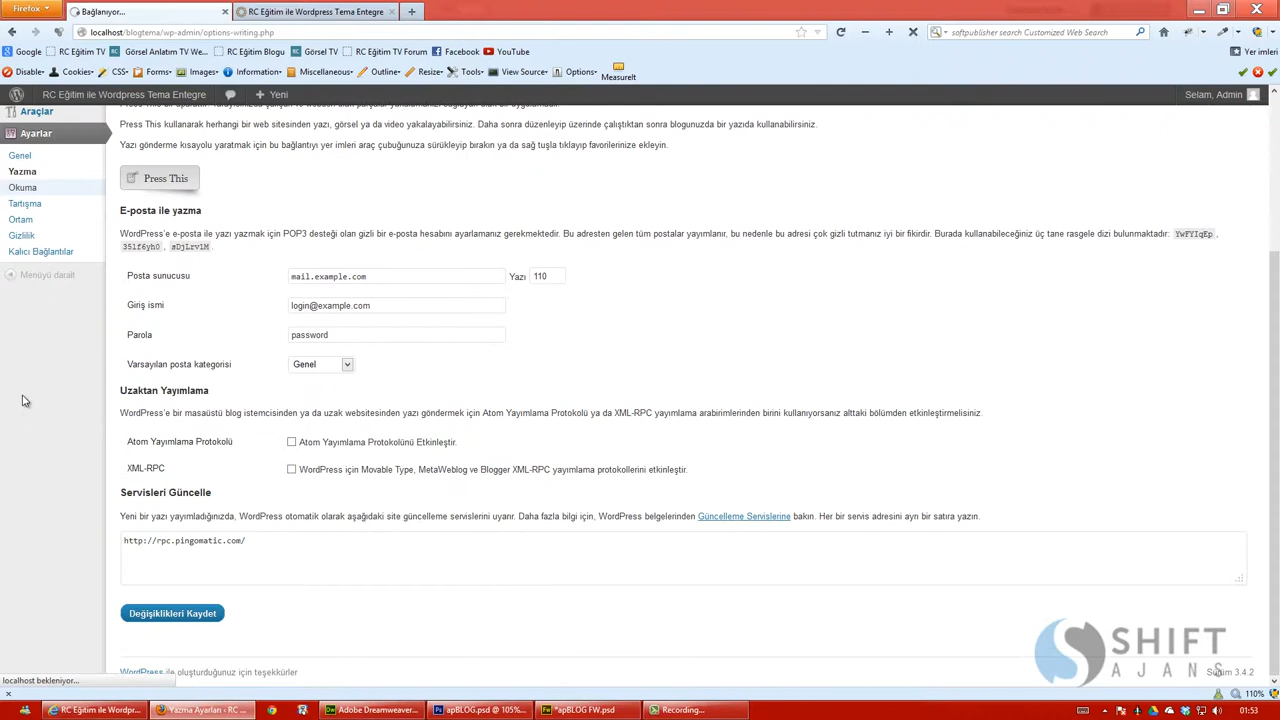 Firefox
Bağlanıyor...
RC Eğitim ile Wordpress Tema Entegre
localhost/blogtema/wp-admin/options-writing.php
softpublisher search Customized Web Search
Google
RC Eğitim TV
Görsel Anlatım TV We...
RC Eğitim Blogu
Görsel TV
RC Eğitim TV Forum
Facebook
YouTube
Yer imleri
Disable
Cookies
CSS
Forms
Images
Information
Miscellaneous
Outline
Resize
Tools
View Source
Options
MeasureIt
RC Eğitim ile Wordpress Tema Entegre
Yeni
Selam, Admin
Araçlar
Ayarlar
Genel
Yazma
Okuma
Tartışma
Ortam
Gizlilik
Kalıcı Bağlantılar
Menüyü daralt
Press This kullanarak herhangi bir web sitesinden yazı, görsel ya da video yakalayabilirsiniz. Daha sonra düzenleyip üzerinde çalıştıktan sonra blogunuzda bir yazıda kullanabilirsiniz.
Yazı gönderme kısayolu yaratmak için bu bağlantıyı yer imleri araç çubuğunuza sürükleyip bırakın ya da sağ tuşla tıklayıp favorilerinize ekleyin.
Press This
E-posta ile yazma
WordPress'e e-posta ile yazı yazmak için POP3 desteği olan gizli bir e-posta hesabını ayarlamanız gerekmektedir. Bu adresten gelen tüm postalar yayımlanır, bu nedenle bu adresi çok gizli tutmanız iyi bir fikirdir. Burada kullanabileceğiniz üç tane rasgele dizi bulunmaktadır: YwFYIqEp ,
35lf6yh0 , sDjLrv1M .
Posta sunucusu
mail.example.com
Yazı 110
Giriş ismi
login@example.com
Parola
password
Varsayılan posta kategorisi
Genel
Uzaktan Yayımlama
WordPress'e bir masaüstü blog istemcisinden ya da uzak websitesinden yazı göndermek için Atom Yayımlama Protokolü ya da XML-RPC yayımlama arabirimlerinden birini kullanıyorsanız alttaki bölümden etkinleştirmelisiniz.
Atom Yayımlama Protokolü
Atom Yayımlama Protokolünü Etkinleştir.
XML-RPC
WordPress için Movable Type, MetaWeblog ve Blogger XML-RPC yayımlama protokollerini etkinleştir.
Servisleri Güncelle
Yeni bir yazı yayımladığınızda, WordPress otomatik olarak aşağıdaki site güncelleme servislerini uyarır. Daha fazla bilgi için, WordPress belgelerinden Güncelleme Servislerine bakın. Her bir servis adresini ayrı bir satıra yazın.
http://rpc.pingomatic.com/
Değişiklikleri Kaydet
SHIFT
AJANS
WordPress ile oluşturduğunuz için teşekkürler
Sürüm 3.4.2
localhost bekleniyor...
110%
RC Eğitim ile Wordpr...
Yazma Ayarları ‹ RC ...
Adobe Dreamweaver...
apBLOG.psd @ 105%...
*apBLOG FW.psd
Recording...
01:53